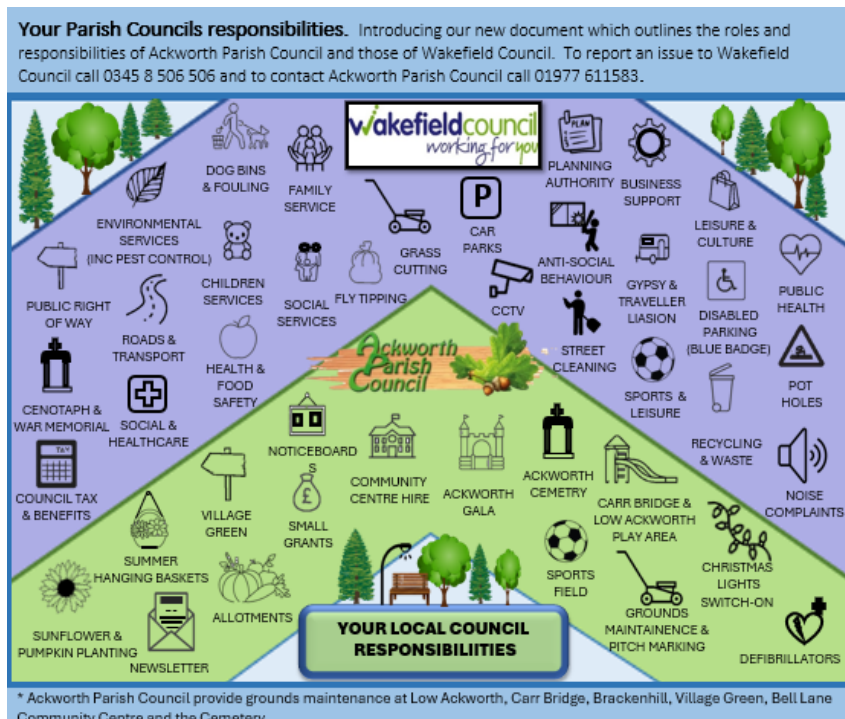 Your Parish Councils responsibilities. Introducing our new document which outlines the roles and
responsibilities of Ackworth Parish Council and those of Wakefield Council. To report an issue to Wakefield
Council call 0345 8 506 506 and to contact Ackworth Parish Council call 01977 611583.
wakefieldcouncil
working for you
DOG BINS
& FOULING
FAMILY
SERVICE
PLANNING
AUTHORITY
PLAN
BUSINESS
SUPPORT
ENVIRONMENTAL
SERVICES
(INC PEST CONTROL)
GRASS
CUTTING
P
CAR
PARKS
ANTI-SOCIAL
BEHAVIOUR
LEISURE &
CULTURE
PUBLIC RIGHT
OF WAY
CHILDREN
SERVICES
SOCIAL
SERVICES
FLY TIPPING
CCTV
GYPSY &
TRAVELLER
LIASION
PUBLIC
HEALTH
ROADS &
TRANSPORT
DISABLED
PARKING
(BLUE BADGE)
HEALTH &
FOOD
SAFETY
Ackworth
Parish
Council
STREET
CLEANING
CENOTAPH &
WAR MEMORIAL
SOCIAL &
HEALTHCARE
SPORTS &
LEISURE
POT
HOLES
TAX
COUNCIL TAX
& BENEFITS
RECYCLING
& WASTE
NOISE
COMPLAINTS
NOTICEBOARD
S
COMMUNITY
CENTRE HIRE
ACKWORTH
GALA
ACKWORTH
CEMETRY
CARR BRIDGE &
LOW ACKWORTH
PLAY AREA
VILLAGE
GREEN
£
SMALL
GRANTS
SUMMER
HANGING BASKETS
SPORTS
FIELD
CHRISTMAS
LIGHTS
SWITCH-ON
SUNFLOWER &
PUMPKIN PLANTING
ALLOTMENTS
NEWSLETTER
YOUR LOCAL COUNCIL
RESPONSIBILIITIES
GROUNDS
MAINTAINENCE &
PITCH MARKING
DEFIBRILLATORS
* Ackworth Parish Council provide grounds maintenance at Low Ackworth, Carr Bridge, Brackenhill, Village Green, Bell Lane
Community Centre and the Cemetery